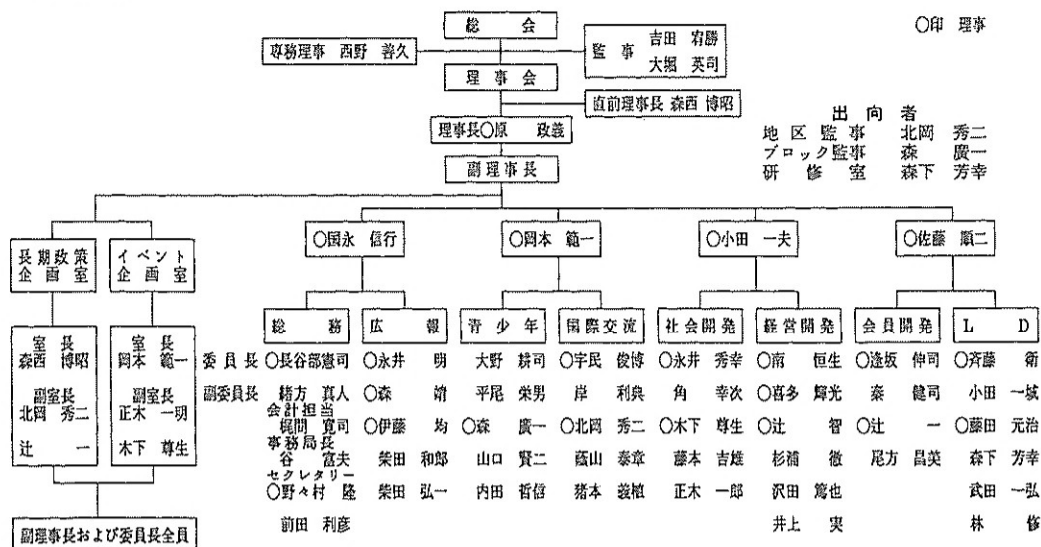 総会
○印 理事
専務理事 西野 善久
監事 吉田 宥勝
大堀 英司
理事会
直前理事長 森西 博昭
理事長○原 政義
出向者
地区監事 北岡 秀二
ブロック監事 森 廣一
研修室 森下 芳幸
副理事長
長期政策企画室
イベント企画室
○国永 信行
○岡本 範一
○小田 一夫
○佐藤 順二
総務 広報 青少年 国際交流 社会開発 経営開発 会員開発 LD
室長
森西 博昭
副室長
北岡 秀二
辻 一
室長
岡本 範一
副室長
正木 一明
木下 尊生
委員長 ○長谷部憲司 ○永井 明 大野 耕司 ○宇民 俊博 ○永井 秀幸 ○南 恒生 ○逢坂 伸司 ○斉藤 衛
副委員長 緒方 真人 ○森 靖 平尾 栄男 岸 利典 角 幸次 ○喜多 輝光 秦 健司 小田 一城
会計担当
梶間 寛司 ○伊藤 均 ○森 廣一 ○北岡 秀二 ○木下 尊生 ○辻 智 ○辻 一 ○藤田 元治
事務局長
谷 富夫 柴田 和郎 山口 賢二 蔭山 泰章 藤本 吉雄 杉浦 徹 尾方 昌美 森下 芳幸
セクレタリー
○野々村 隆 柴田 弘一 内田 哲信 猪本 義植 正木 一郎 沢田 篤也 武田 一弘
前田 利彦 井上 実 林 修
副理事長および委員長全員